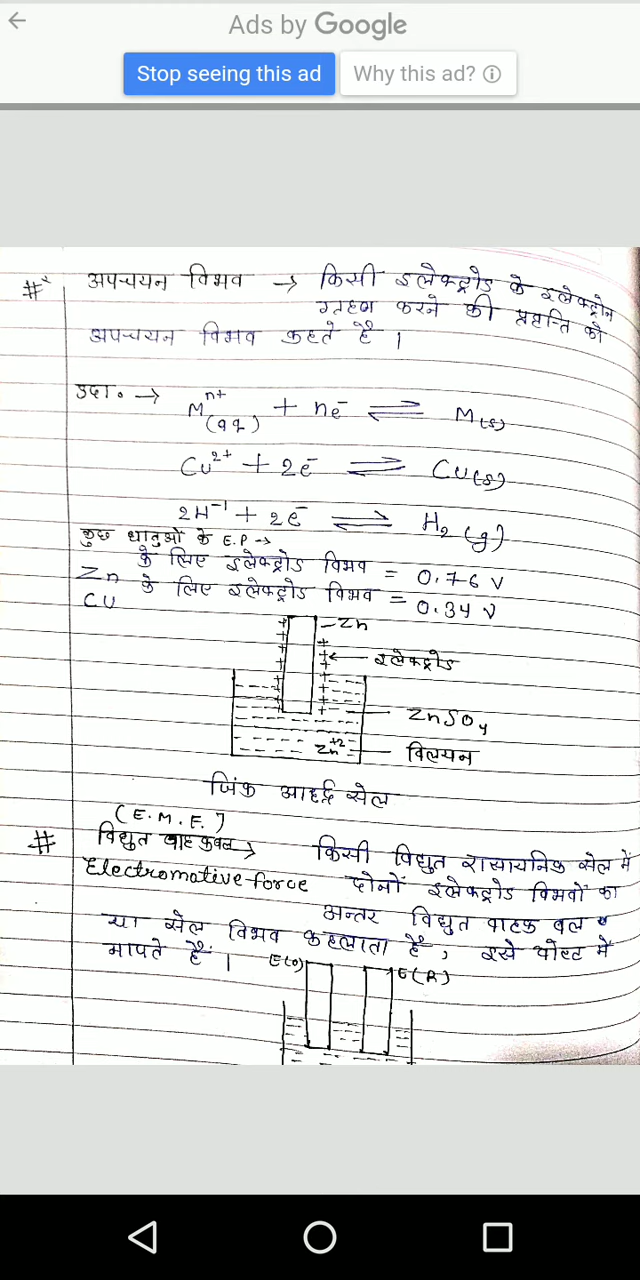 Ads by Google
Stop seeing this ad
Why this ad?
# अपचयन विभव → किसी इलेक्ट्रोड के इलेक्ट्रोन
ग्रहण करने की प्रवृत्ति को
अपचयन विभव कहते है ।
उदा. → M^{n+}(aq) + ne⁻ ⇌ M(s)
Cu²⁺ + 2e⁻ ⇌ Cu(s)
2H⁻¹ + 2e⁻ ⇌ H₂(g)
कुछ धातुओ के E.P →
Zn के लिए इलेक्ट्रोड विभव = 0.76 V
CU के लिए इलेक्ट्रोड विभव = 0.34 V
Zn
इलेक्ट्रोड
ZnSO₄
Zn⁺²
विलयन
जिंक आर्द्द सेल
(E.M.F.)
# विद्युत वाहकबल → किसी विद्युत रासायनिक सेल में
Electromotive force दोनों इलेक्ट्रोड विभवों का
अन्तर विद्युत वाहक बल
या सेल विभव कहलाता है, इसे वोल्ट मे
मापते हैं ।
E(O)
E(R)